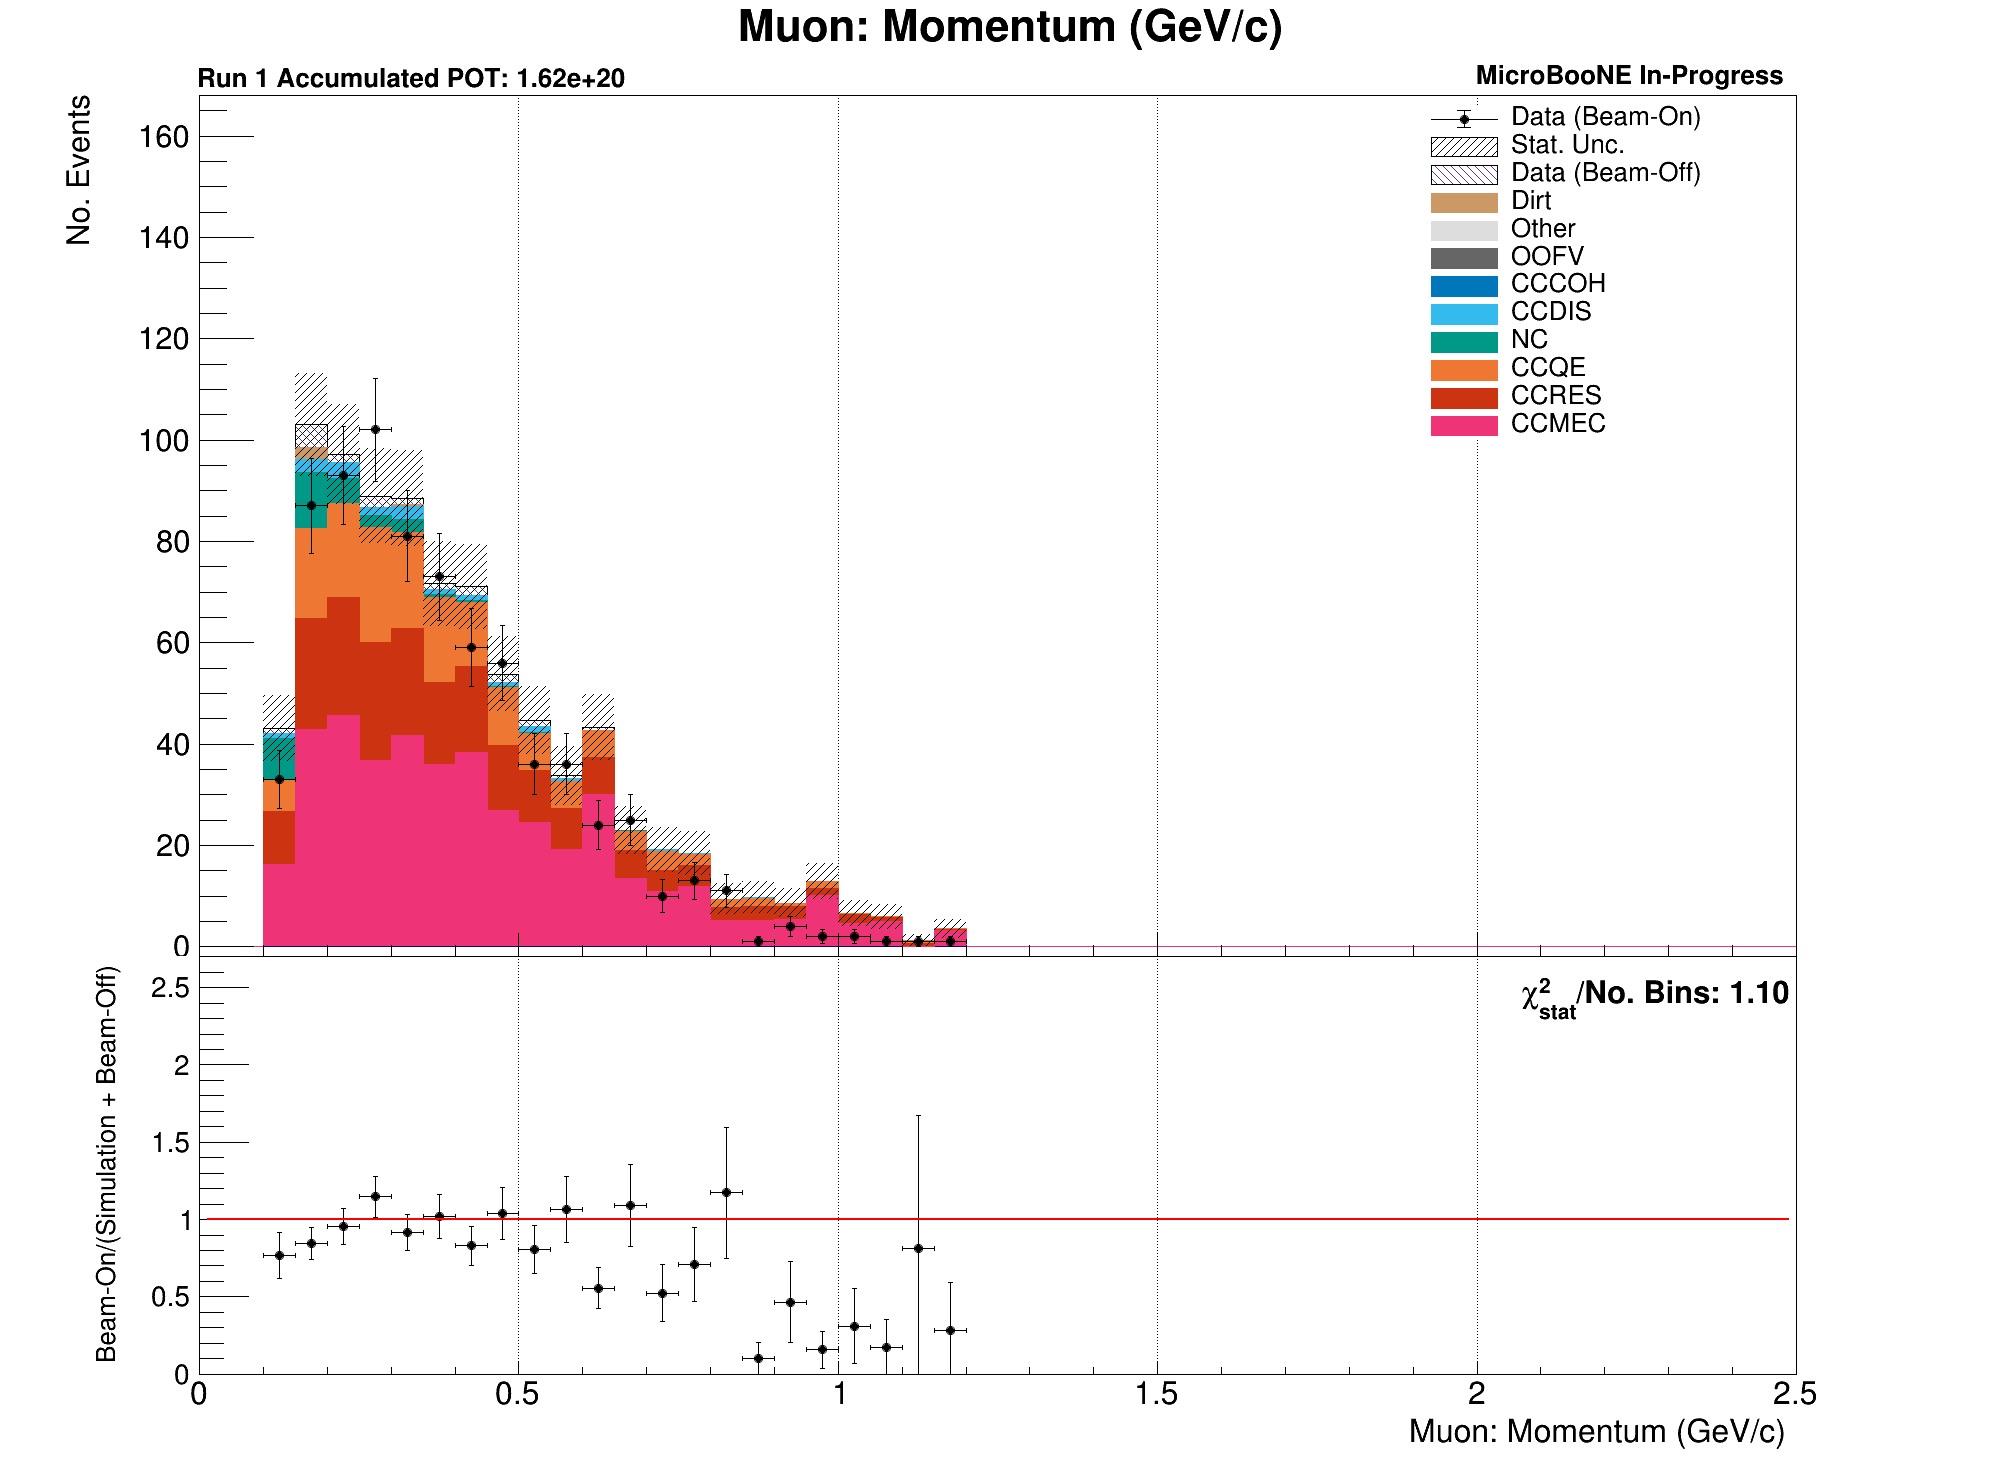 Muon: Momentum (GeV/c)
Run 1 Accumulated POT: 1.62e+20
MicroBooNE In-Progress
No. Events
160
140
120
100
80
60
40
20
0
Data (Beam-On)
Stat. Unc.
Data (Beam-Off)
Dirt
Other
OOFV
CCCOH
CCDIS
NC
CCQE
CCRES
CCMEC
Beam-On/(Simulation + Beam-Off)
2.5
2
1.5
1
0.5
0
χ²stat/No. Bins: 1.10
0 0.5 1 1.5 2 2.5
Muon: Momentum (GeV/c)